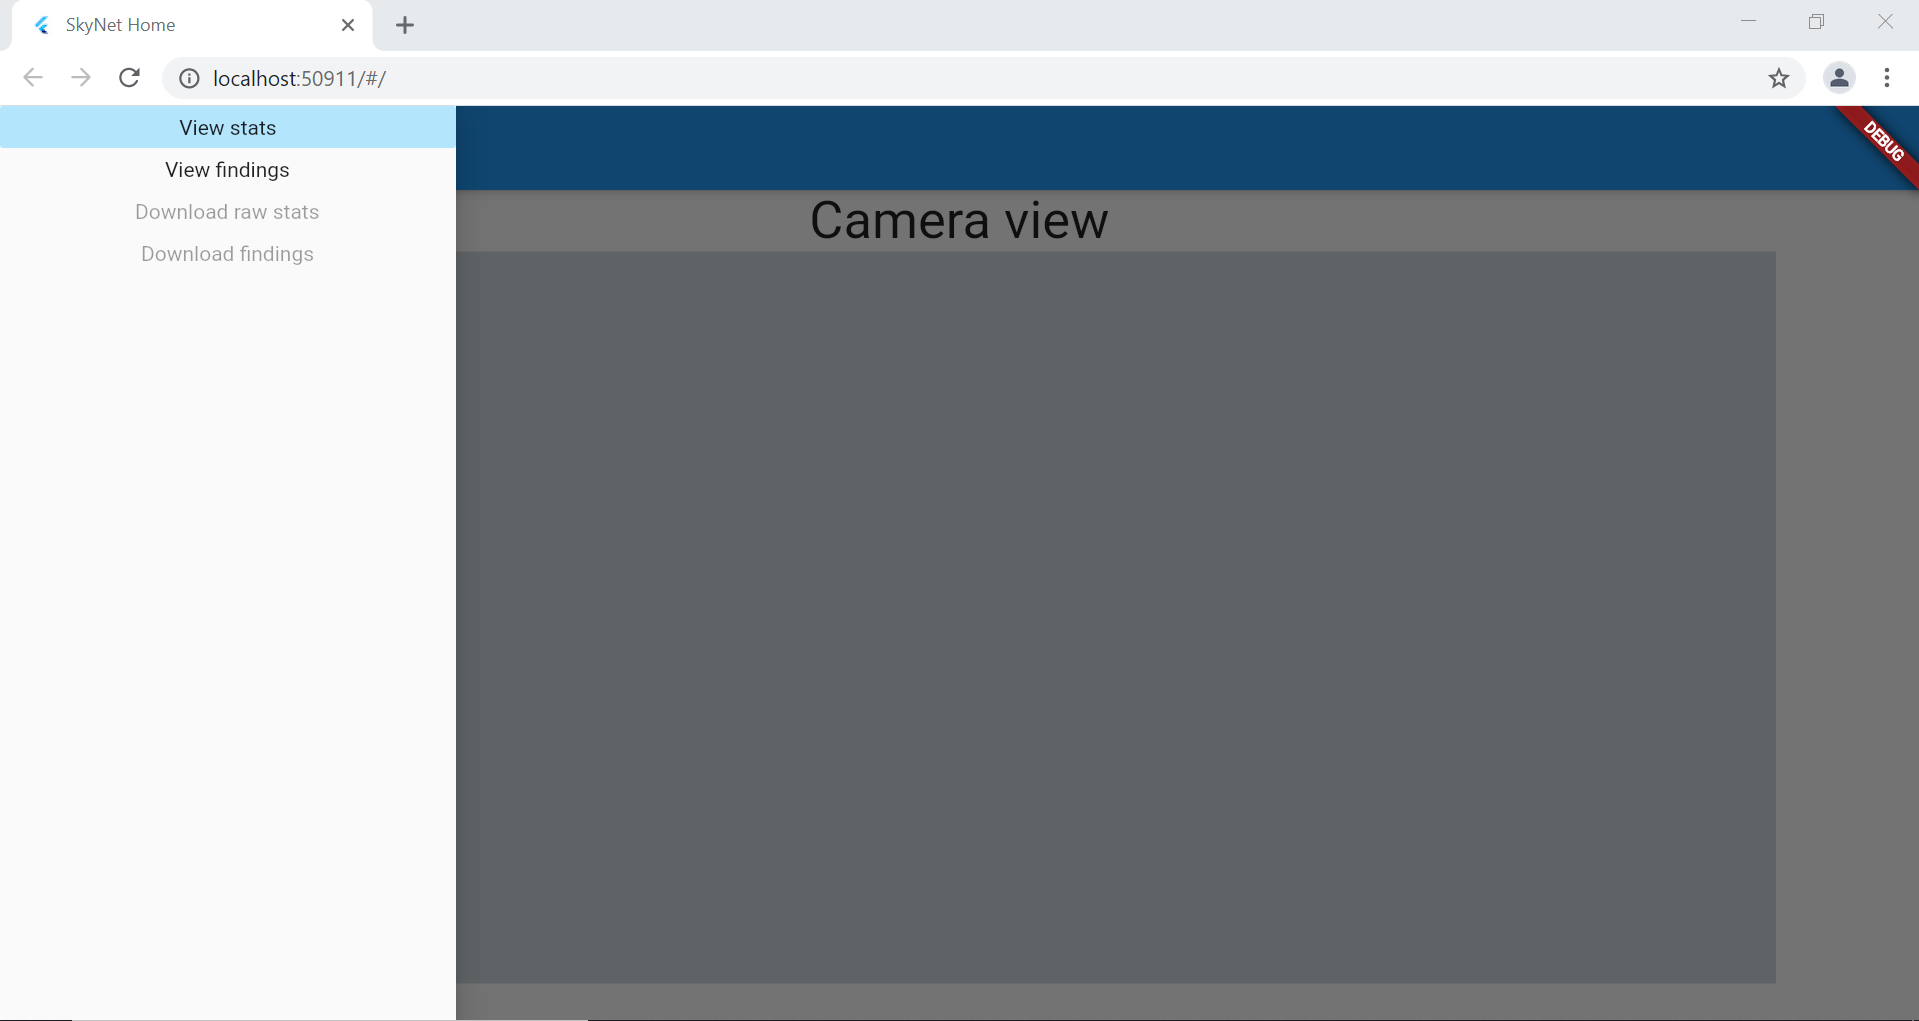 SkyNet Home
localhost:50911/#/
View stats
View findings
Download raw stats
Download findings
DEBUG
Camera view